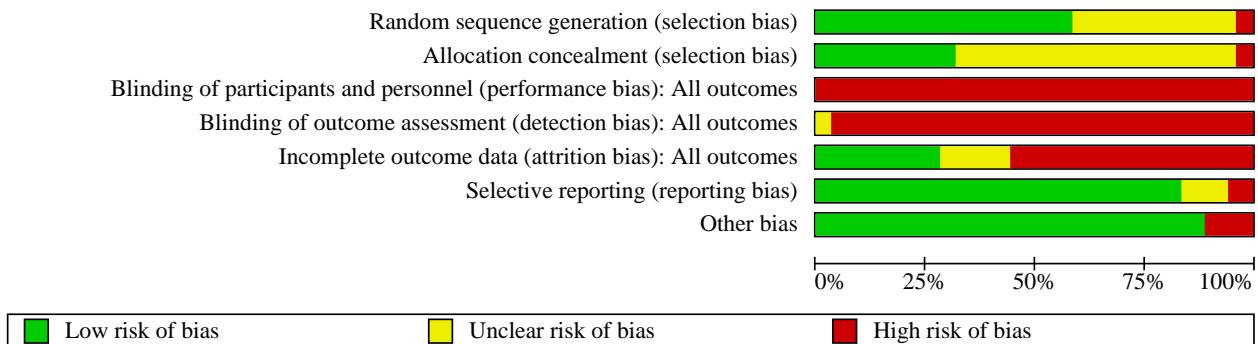 Random sequence generation (selection bias)
Allocation concealment (selection bias)
Blinding of participants and personnel (performance bias): All outcomes
Blinding of outcome assessment (detection bias): All outcomes
Incomplete outcome data (attrition bias): All outcomes
Selective reporting (reporting bias)
Other bias
0% 25% 50% 75% 100%
Low risk of bias Unclear risk of bias High risk of bias